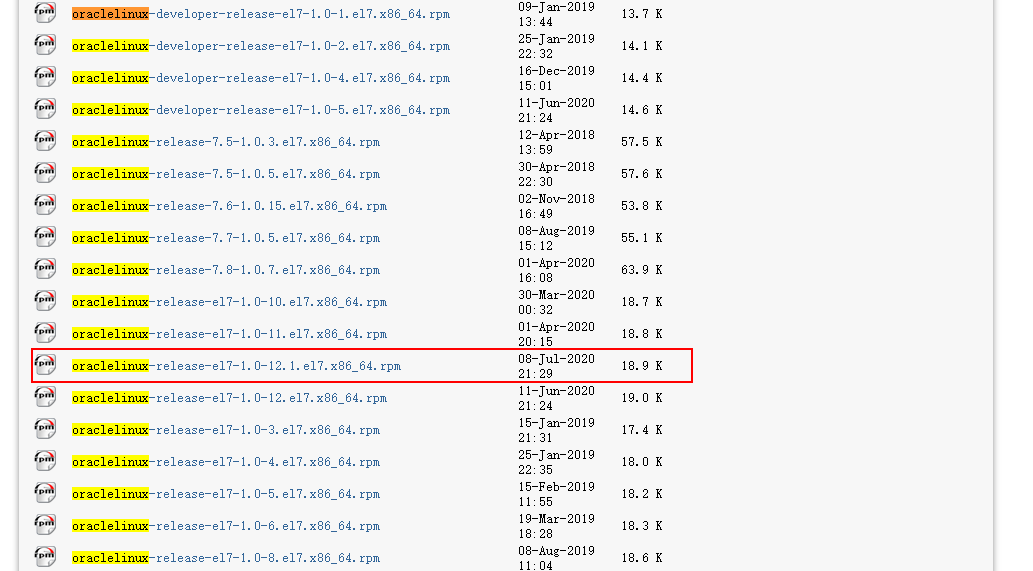 rpm oraclelinux-developer-release-el7-1.0-1.el7.x86_64.rpm 09-Jan-2019 13:44 13.7 K
rpm oraclelinux-developer-release-el7-1.0-2.el7.x86_64.rpm 25-Jan-2019 22:32 14.1 K
rpm oraclelinux-developer-release-el7-1.0-4.el7.x86_64.rpm 16-Dec-2019 15:01 14.4 K
rpm oraclelinux-developer-release-el7-1.0-5.el7.x86_64.rpm 11-Jun-2020 21:24 14.6 K
rpm oraclelinux-release-7.5-1.0.3.el7.x86_64.rpm 12-Apr-2018 13:59 57.5 K
rpm oraclelinux-release-7.5-1.0.5.el7.x86_64.rpm 30-Apr-2018 22:30 57.6 K
rpm oraclelinux-release-7.6-1.0.15.el7.x86_64.rpm 02-Nov-2018 16:49 53.8 K
rpm oraclelinux-release-7.7-1.0.5.el7.x86_64.rpm 08-Aug-2019 15:12 55.1 K
rpm oraclelinux-release-7.8-1.0.7.el7.x86_64.rpm 01-Apr-2020 16:08 63.9 K
rpm oraclelinux-release-el7-1.0-10.el7.x86_64.rpm 30-Mar-2020 00:32 18.7 K
rpm oraclelinux-release-el7-1.0-11.el7.x86_64.rpm 01-Apr-2020 20:15 18.8 K
rpm oraclelinux-release-el7-1.0-12.1.el7.x86_64.rpm 08-Jul-2020 21:29 18.9 K
rpm oraclelinux-release-el7-1.0-12.el7.x86_64.rpm 11-Jun-2020 21:24 19.0 K
rpm oraclelinux-release-el7-1.0-3.el7.x86_64.rpm 15-Jan-2019 21:31 17.4 K
rpm oraclelinux-release-el7-1.0-4.el7.x86_64.rpm 25-Jan-2019 22:35 18.0 K
rpm oraclelinux-release-el7-1.0-5.el7.x86_64.rpm 15-Feb-2019 11:55 18.2 K
rpm oraclelinux-release-el7-1.0-6.el7.x86_64.rpm 19-Mar-2019 18:28 18.3 K
rpm oraclelinux-release-el7-1.0-8.el7.x86_64.rpm 08-Aug-2019 11:04 18.6 K